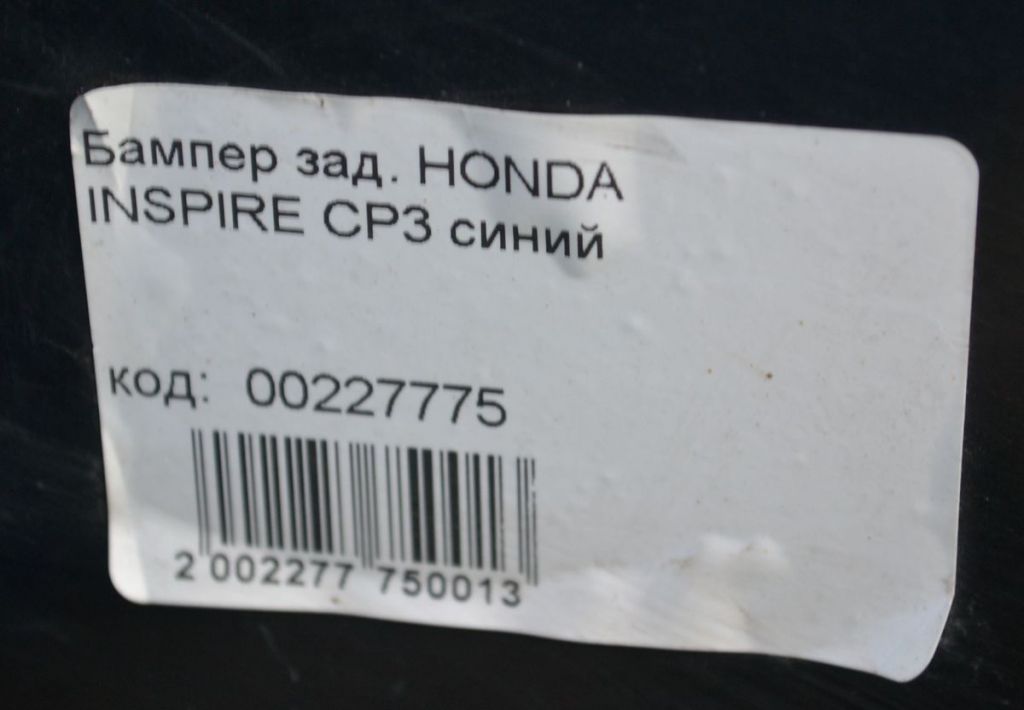 Бампер зад. HONDA
INSPIRE CP3 синий
код: 00227775
2 002277 750013